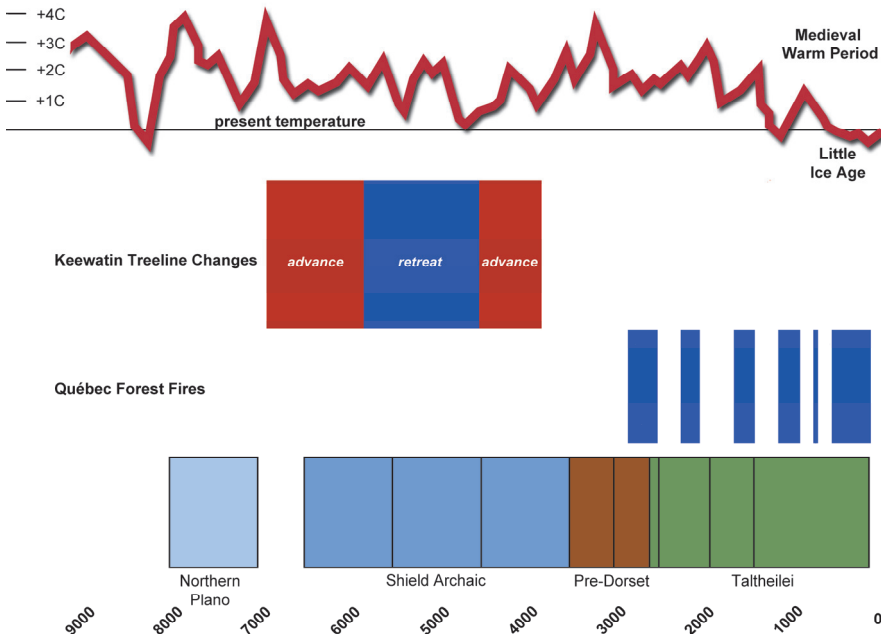 +4C
+3C
+2C
+1C
Medieval
Warm Period
present temperature
Little
Ice Age
Keewatin Treeline Changes
advance
retreat
advance
Québec Forest Fires
Northern
Plano
Shield Archaic
Pre-Dorset
Taltheilei
9000
8000
7000
6000
5000
4000
3000
2000
1000
0